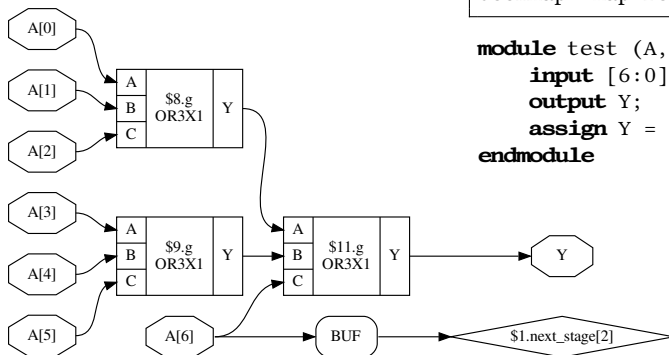 module test (A,
input [6:0]
output Y;
assign Y =
endmodule
A[0]
A[1]
A[2]
A
B
C
$8.g
OR3X1
Y
A[3]
A[4]
A[5]
A
B
C
$9.g
OR3X1
Y
A
B
C
$11.g
OR3X1
Y
Y
A[6]
BUF
$1.next_stage[2]